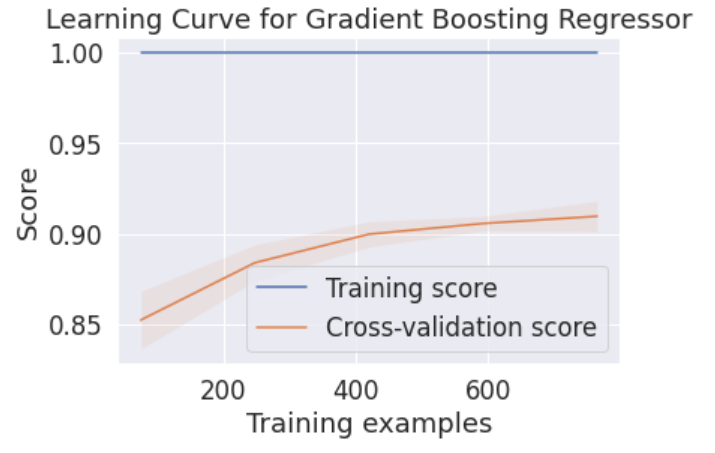 Learning Curve for Gradient Boosting Regressor
1.00
0.95
0.90
0.85
Score
Training score
Cross-validation score
200 400 600
Training examples